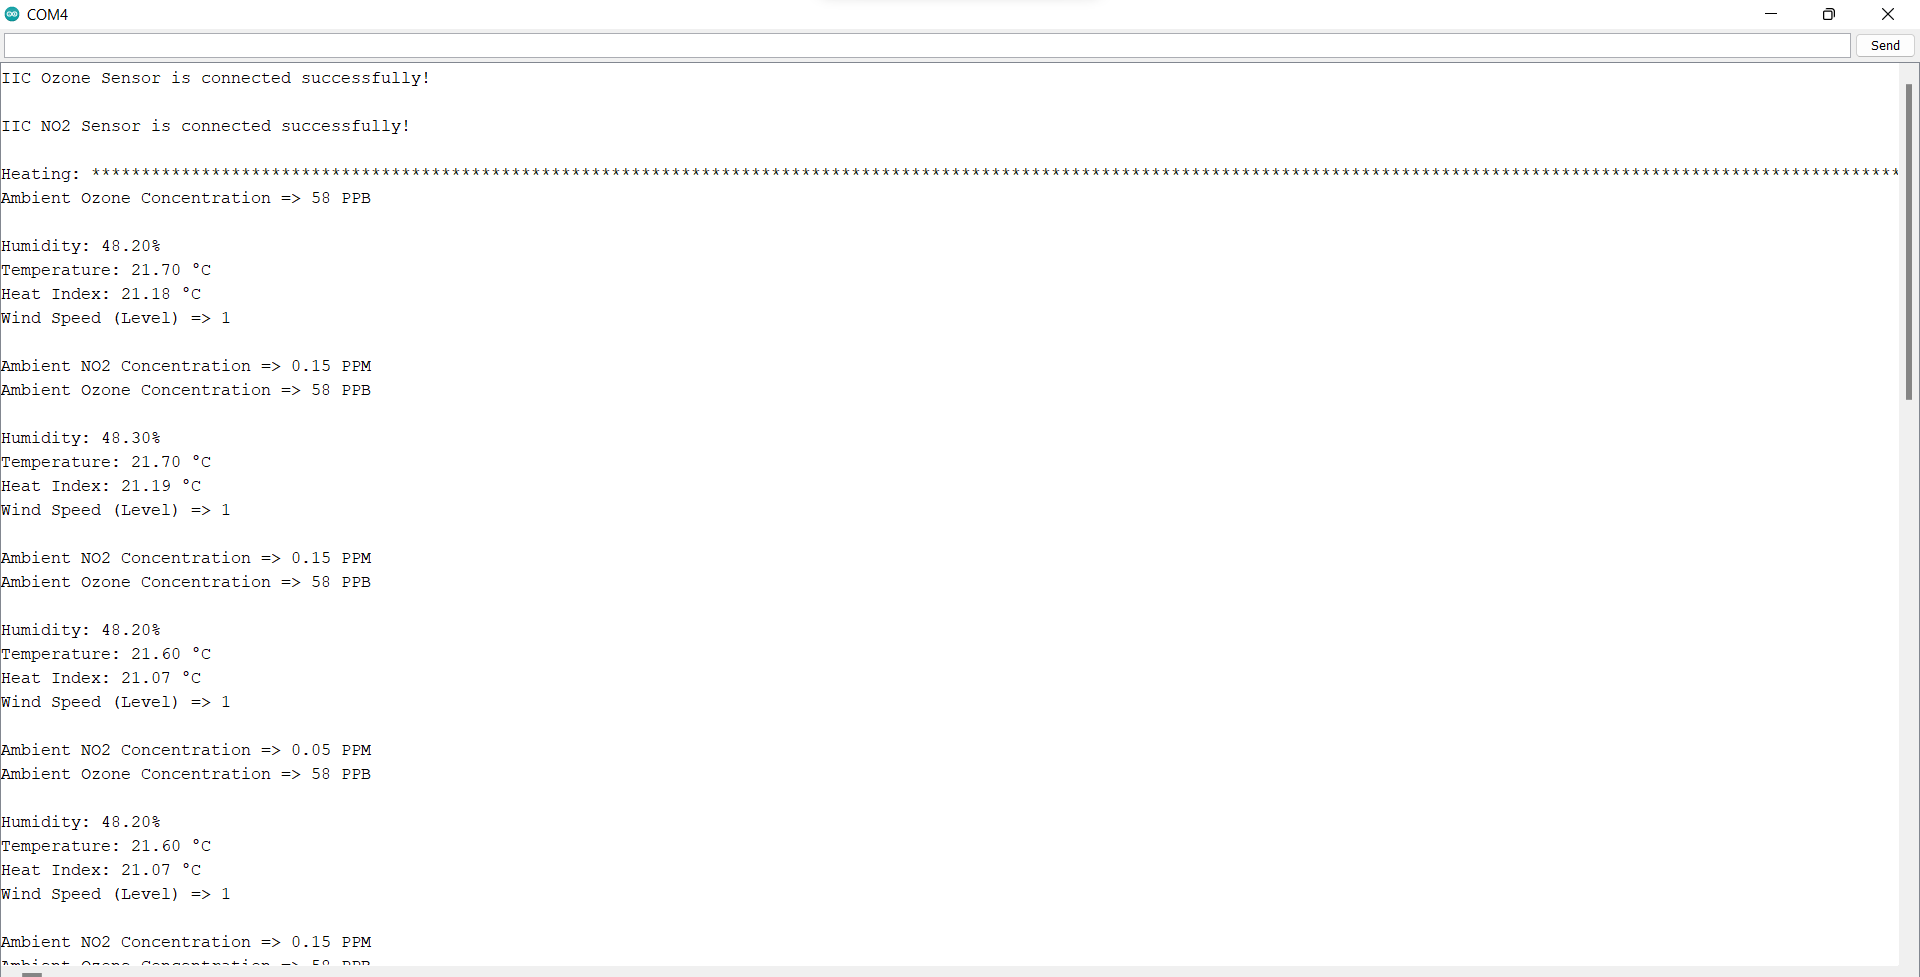 COM4
Send
IIC Ozone Sensor is connected successfully!
IIC NO2 Sensor is connected successfully!
Heating: *************************************************************************************************************************************************************************************
Ambient Ozone Concentration => 58 PPB
Humidity: 48.20%
Temperature: 21.70 °C
Heat Index: 21.18 °C
Wind Speed (Level) => 1
Ambient NO2 Concentration => 0.15 PPM
Ambient Ozone Concentration => 58 PPB
Humidity: 48.30%
Temperature: 21.70 °C
Heat Index: 21.19 °C
Wind Speed (Level) => 1
Ambient NO2 Concentration => 0.15 PPM
Ambient Ozone Concentration => 58 PPB
Humidity: 48.20%
Temperature: 21.60 °C
Heat Index: 21.07 °C
Wind Speed (Level) => 1
Ambient NO2 Concentration => 0.05 PPM
Ambient Ozone Concentration => 58 PPB
Humidity: 48.20%
Temperature: 21.60 °C
Heat Index: 21.07 °C
Wind Speed (Level) => 1
Ambient NO2 Concentration => 0.15 PPM
Ambient Ozone Concentration => 58 PPB